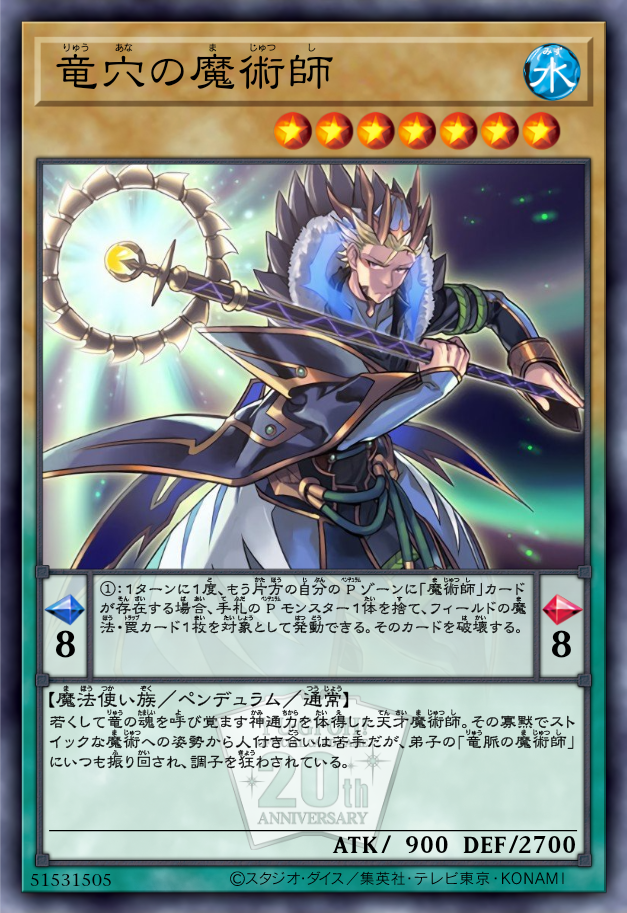 竜穴の魔術師
水
①:1ターンに1度、もう片方の自分のPゾーンに「魔術師」カード
が存在する場合、手札のPモンスター1体を捨て、フィールドの魔
法・罠カード1枚を対象として発動できる。そのカードを破壊する。
8 8
【魔法使い族/ペンデュラム/通常】
若くして竜の魂を呼び覚ます神通力を体得した天才魔術師。その寡黙でスト
イックな魔術への姿勢から人付き合いは苦手だが、弟子の「竜脈の魔術師」
にいつも振り回され、調子を狂わされている。
20th
ANNIVERSARY
ATK/ 900 DEF/2700
51531505 ©スタジオ・ダイス/集英社・テレビ東京・KONAMI